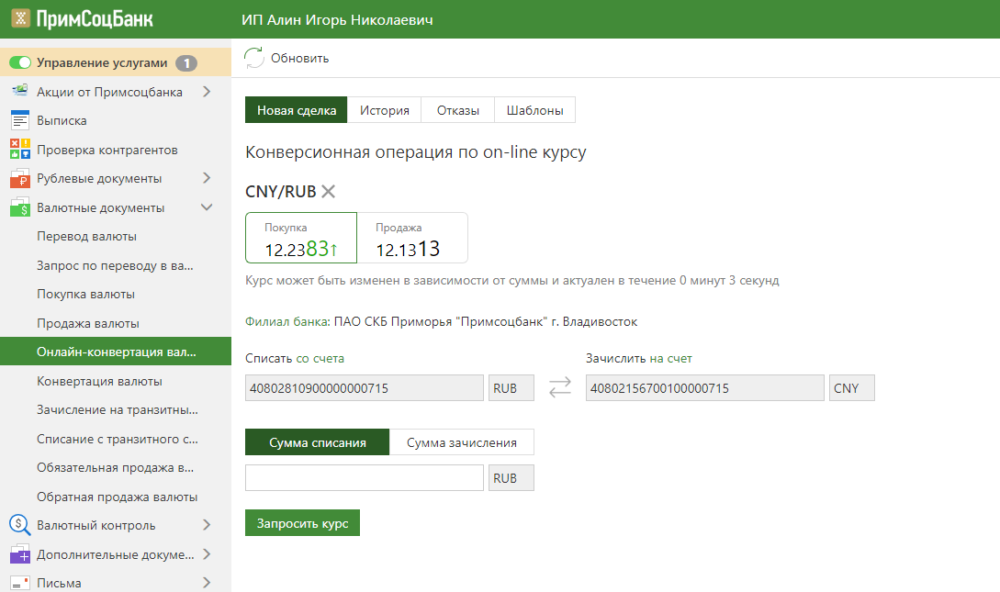 ПримСоцБанк
ИП Алин Игорь Николаевич
Управление услугами 1
Акции от Примсоцбанка
Выписка
Проверка контрагентов
Рублевые документы
Валютные документы
Перевод валюты
Запрос по переводу в ва...
Покупка валюты
Продажа валюты
Онлайн-конвертация вал...
Конвертация валюты
Зачисление на транзитны...
Списание с транзитного с...
Обязательная продажа в...
Обратная продажа валюты
Валютный контроль
Дополнительные докуме...
Письма
Обновить
Новая сделка История Отказы Шаблоны
Конверсионная операция по on-line курсу
CNY/RUB
Покупка Продажа
12.2383↑ 12.1313
Курс может быть изменен в зависимости от суммы и актуален в течение 0 минут 3 секунд
Филиал банка: ПАО СКБ Приморья "Примсоцбанк" г. Владивосток
Списать со счета Зачислить на счет
40802810900000000715 RUB 40802156700100000715 CNY
Сумма списания Сумма зачисления
RUB
Запросить курс